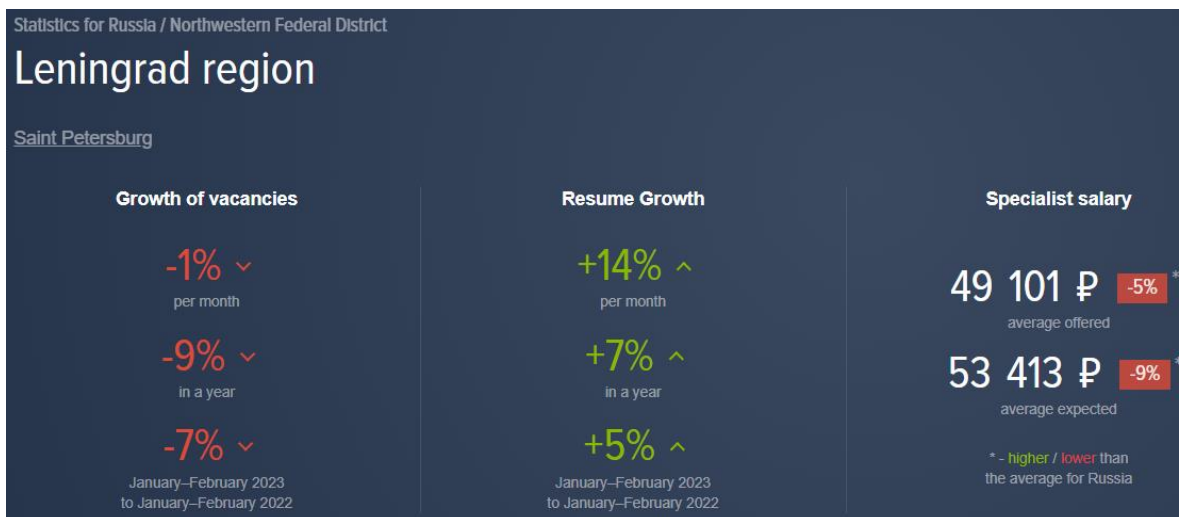 Statistics for Russia / Northwestern Federal District
Leningrad region
Saint Petersburg
Growth of vacancies
-1%
per month
-9%
in a year
-7%
January–February 2023
to January–February 2022
Resume Growth
+14%
per month
+7%
in a year
+5%
January–February 2023
to January–February 2022
Specialist salary
49 101 ₽ -5% *
average offered
53 413 ₽ -9% *
average expected
* - higher / lower than
the average for Russia